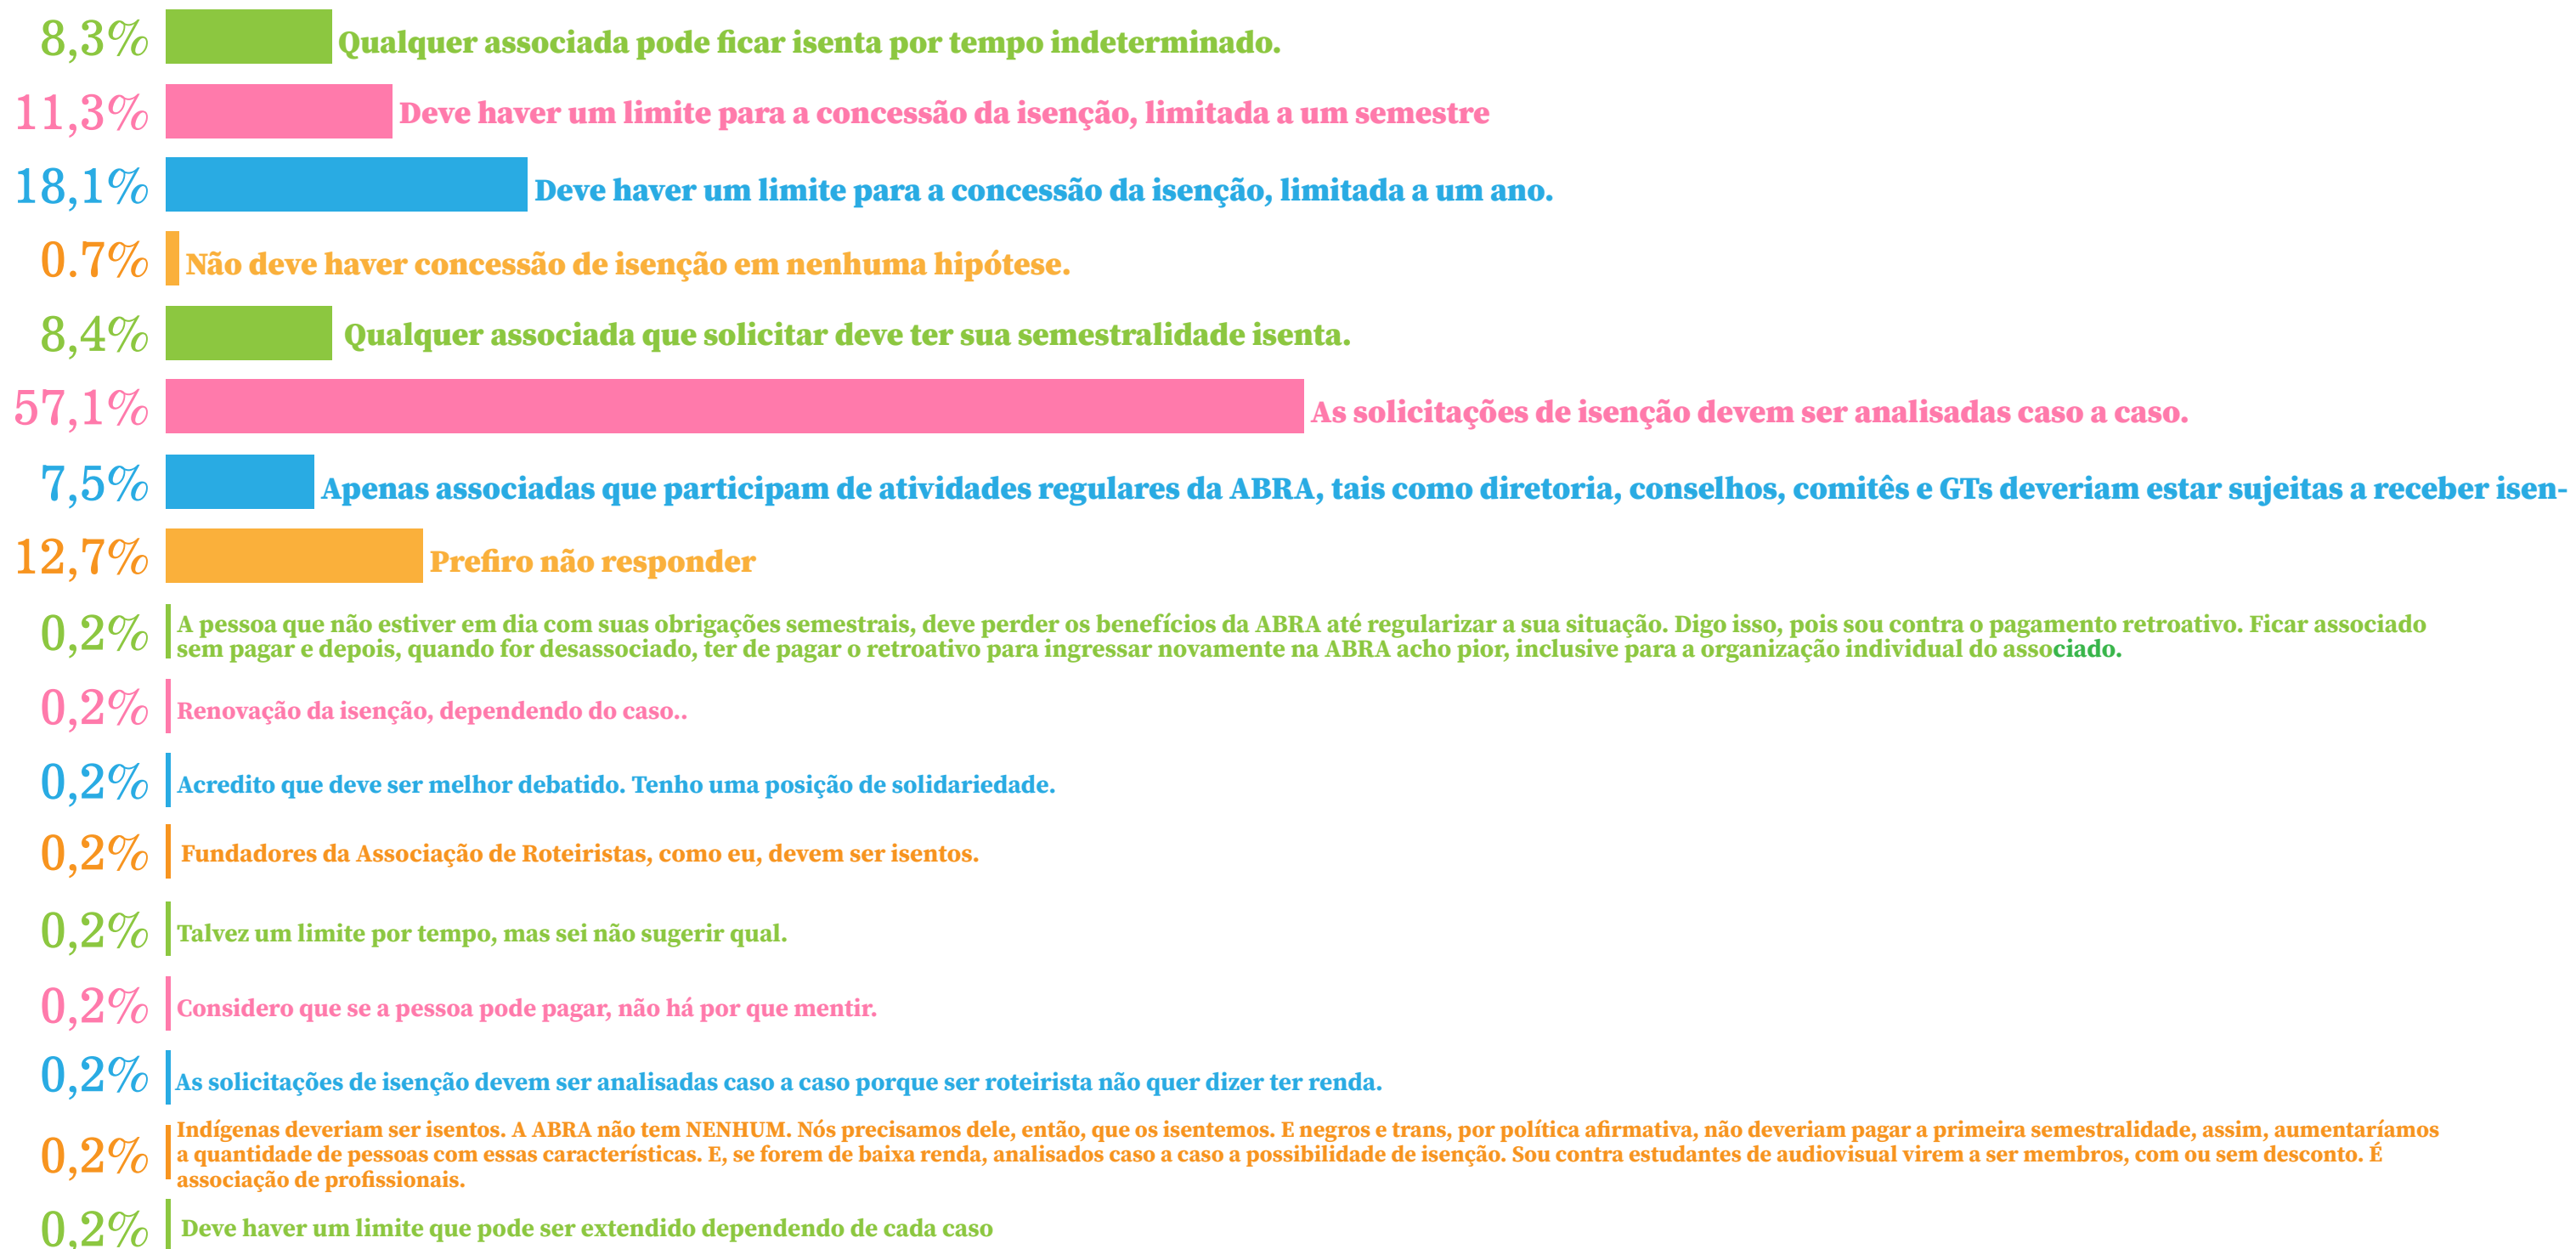 8,3% Qualquer associada pode ficar isenta por tempo indeterminado.
11,3% Deve haver um limite para a concessão da isenção, limitada a um semestre
18,1% Deve haver um limite para a concessão da isenção, limitada a um ano.
0.7% Não deve haver concessão de isenção em nenhuma hipótese.
8,4% Qualquer associada que solicitar deve ter sua semestralidade isenta.
57,1% As solicitações de isenção devem ser analisadas caso a caso.
7,5% Apenas associadas que participam de atividades regulares da ABRA, tais como diretoria, conselhos, comitês e GTs deveriam estar sujeitas a receber isen-
12,7% Prefiro não responder
0,2% A pessoa que não estiver em dia com suas obrigações semestrais, deve perder os benefícios da ABRA até regularizar a sua situação. Digo isso, pois sou contra o pagamento retroativo. Ficar associado
sem pagar e depois, quando for desassociado, ter de pagar o retroativo para ingressar novamente na ABRA acho pior, inclusive para a organização individual do associado.
0,2% Renovação da isenção, dependendo do caso..
0,2% Acredito que deve ser melhor debatido. Tenho uma posição de solidariedade.
0,2% Fundadores da Associação de Roteiristas, como eu, devem ser isentos.
0,2% Talvez um limite por tempo, mas sei não sugerir qual.
0,2% Considero que se a pessoa pode pagar, não há por que mentir.
0,2% As solicitações de isenção devem ser analisadas caso a caso porque ser roteirista não quer dizer ter renda.
0,2% Indígenas deveriam ser isentos. A ABRA não tem NENHUM. Nós precisamos dele, então, que os isentemos. E negros e trans, por política afirmativa, não deveriam pagar a primeira semestralidade, assim, aumentaríamos
a quantidade de pessoas com essas características. E, se forem de baixa renda, analisados caso a caso a possibilidade de isenção. Sou contra estudantes de audiovisual virem a ser membros, com ou sem desconto. É
associação de profissionais.
0,2% Deve haver um limite que pode ser extendido dependendo de cada caso